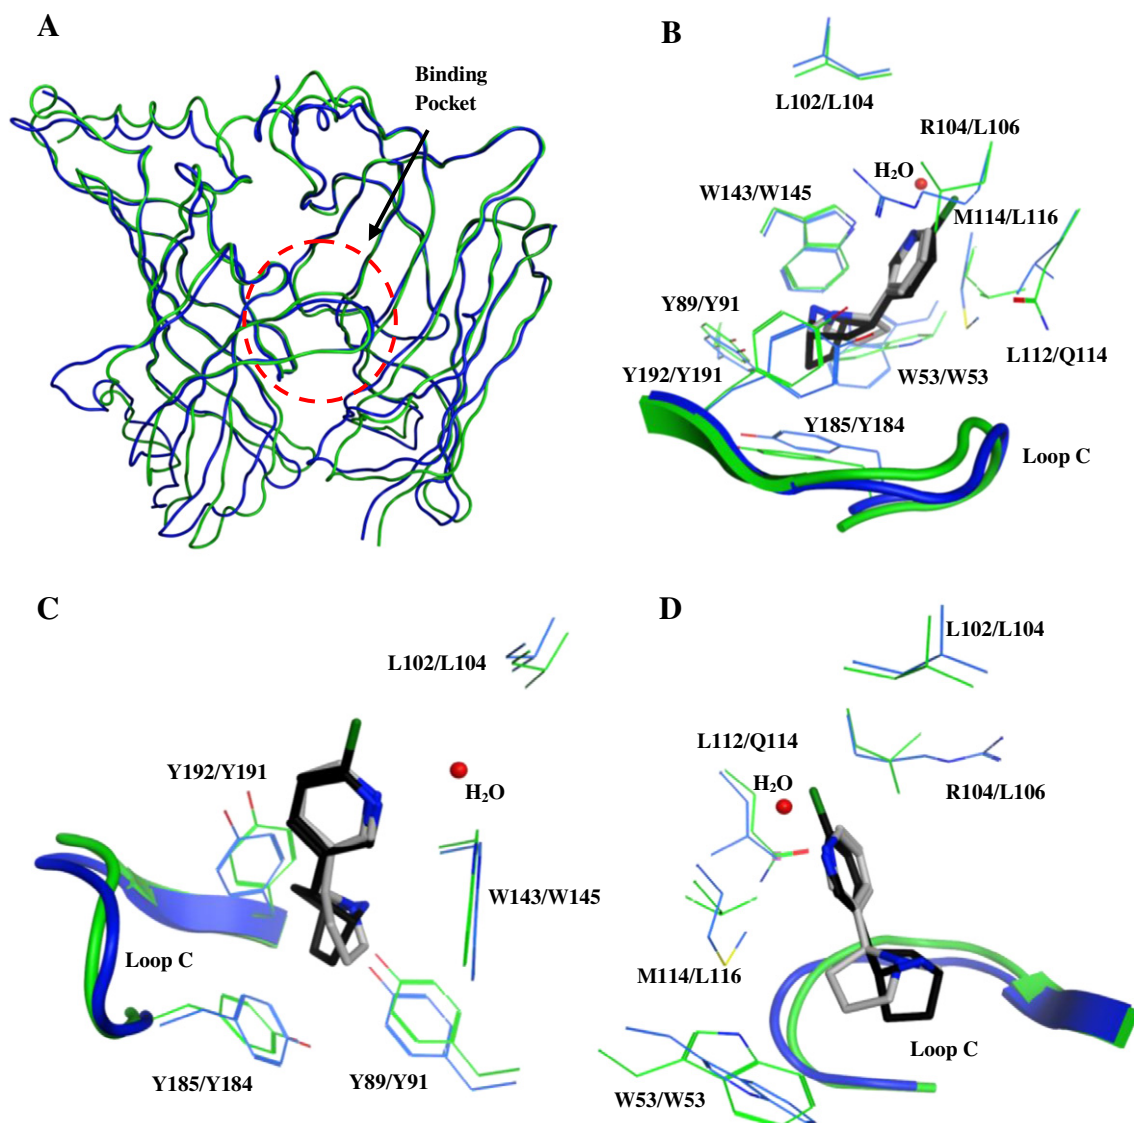 A
Binding
Pocket
B
L102/L104
R104/L106
H₂O
W143/W145
M114/L116
Y89/Y91
L112/Q114
Y192/Y191
W53/W53
Y185/Y184
Loop C
C
L102/L104
Y192/Y191
H₂O
W143/W145
Loop C
Y185/Y184
Y89/Y91
D
L102/L104
L112/Q114
H₂O
R104/L106
M114/L116
Loop C
W53/W53